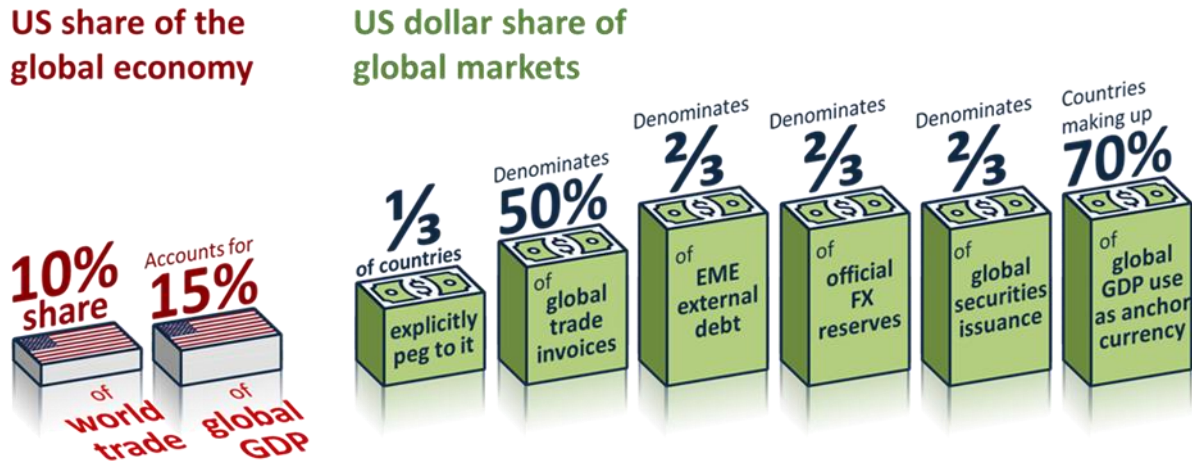 US share of the
global economy
10%
share
of
world
trade
Accounts for
15%
of
global
GDP
US dollar share of
global markets
⅓
of countries
explicitly
peg to it
Denominates
50%
of
global
trade
invoices
Denominates
⅔
of
EME
external
debt
Denominates
⅔
of
official
FX
reserves
Denominates
⅔
of
global
securities
issuance
Countries
making up
70%
of
global
GDP use
as anchor
currency